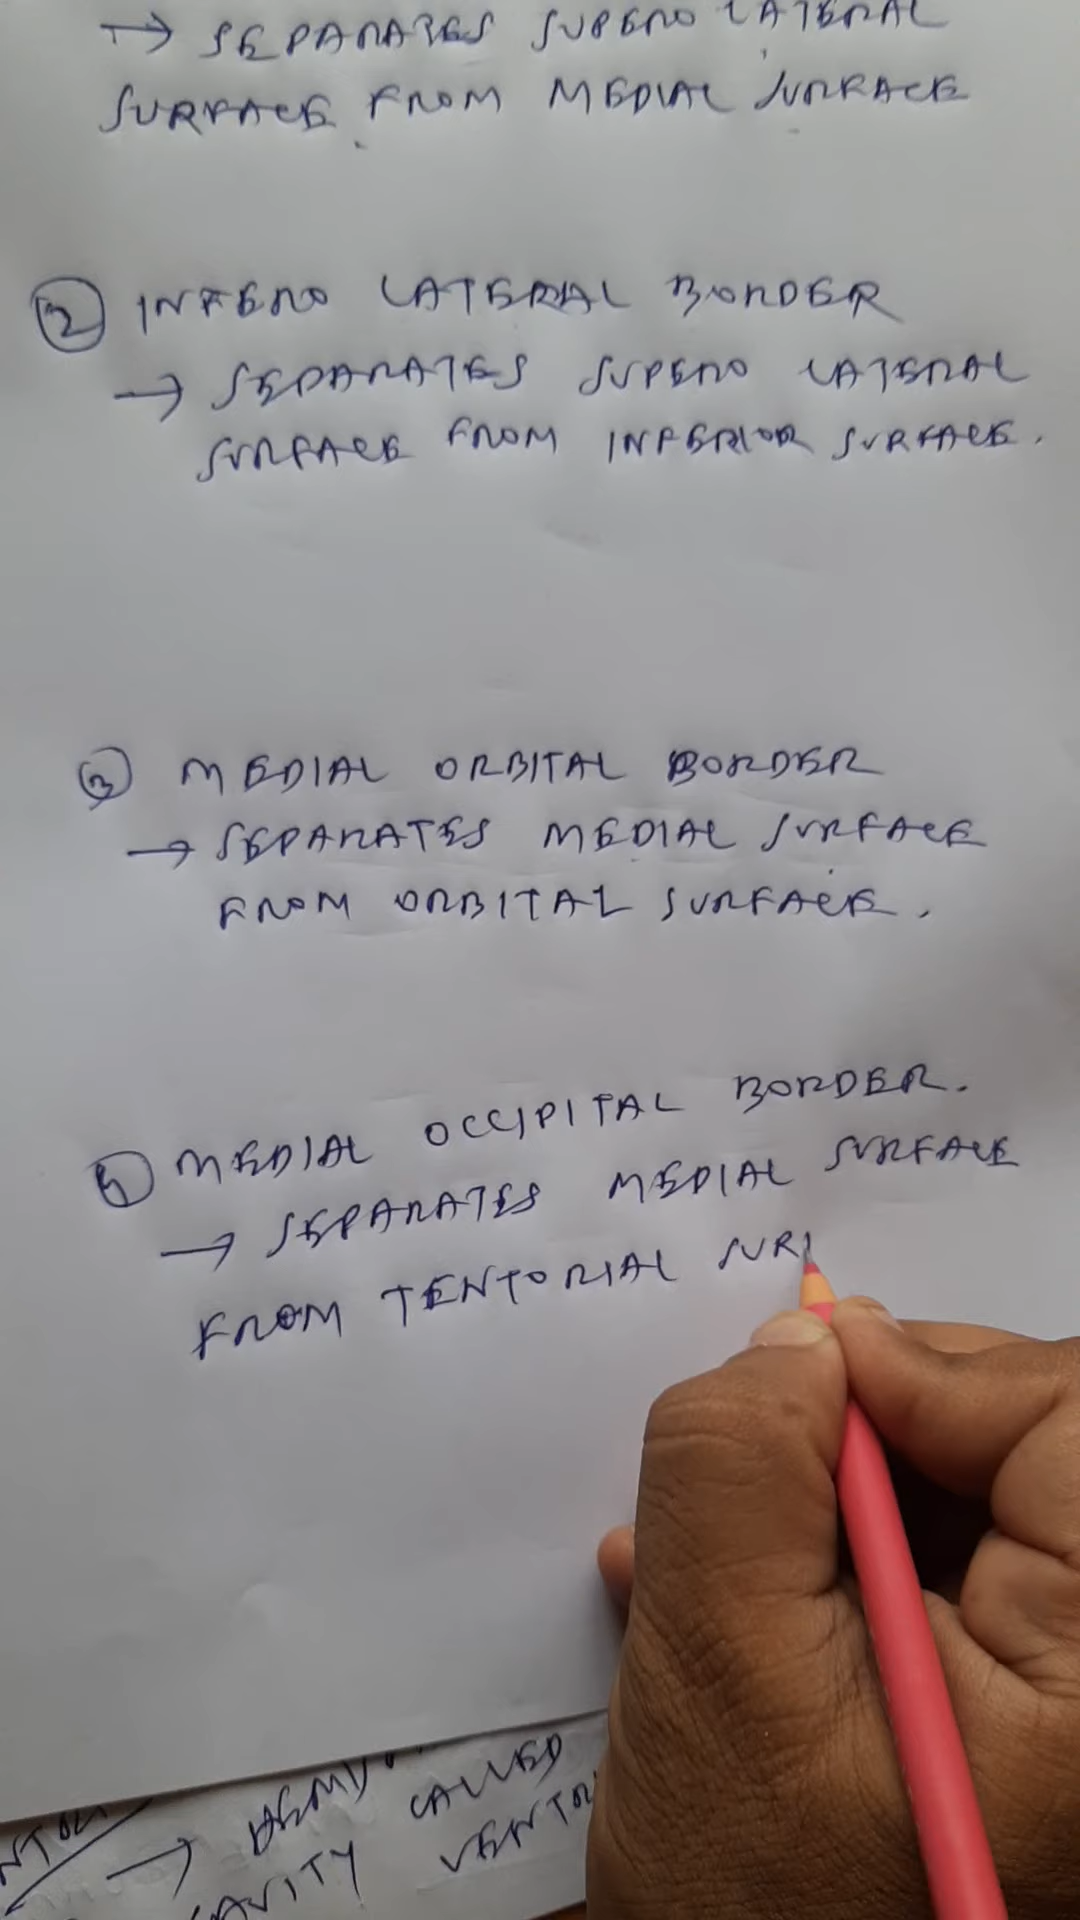 → SEPARATES SUPERO LATERAL
SURFACE FROM MEDIAL SURFACE
2 INFERO LATERAL BORDER
→ SEPARATES SUPERO LATERAL
SURFACE FROM INFERIOR SURFACE.
3 MEDIAL ORBITAL BORDER
→ SEPARATES MEDIAL SURFACE
FROM ORBITAL SURFACE.
5 MEDIAL OCCIPITAL BORDER.
→ SEPARATES MEDIAL SURFACE
FROM TENTORIAL SUR
→
CALLED
CAVITY